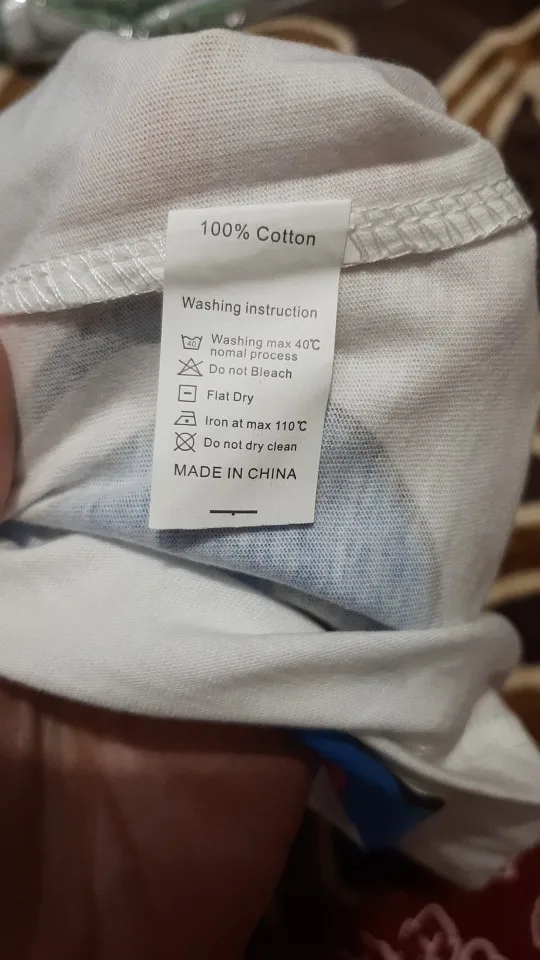 100% Cotton
Washing instruction
40
Washing max 40℃
nomal process
Do not Bleach
Flat Dry
Iron at max 110℃
Do not dry clean
MADE IN CHINA